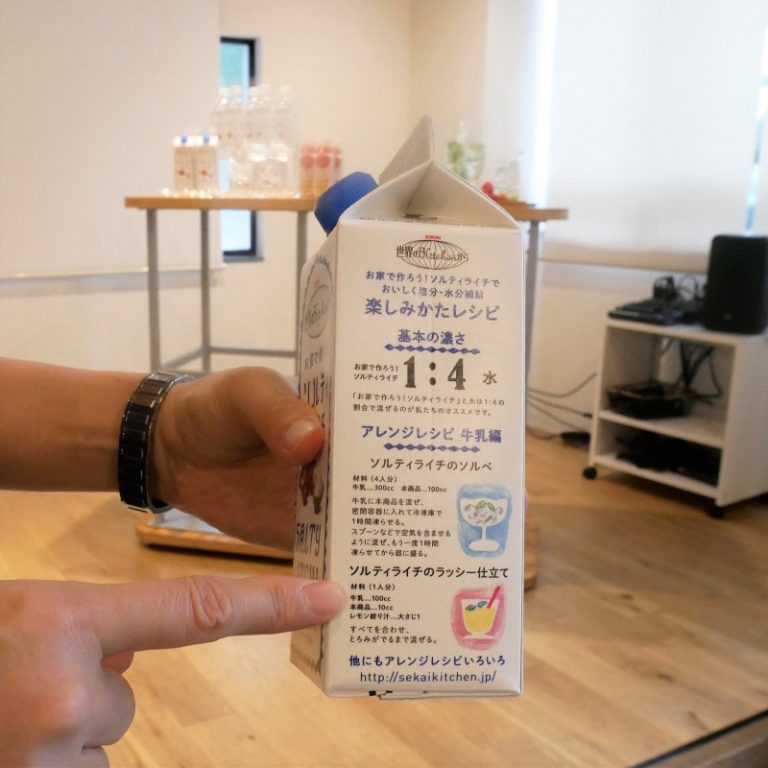 世界のKitchenから
お家で作ろう!ソルティライチで
おいしく塩分・水分補給
楽しみかたレシピ
基本の濃さ
お家で作ろう!
ソルティライチ 1:4 水
「お家で作ろう!ソルティライチ」と水は1:4の
割合で混ぜるのが私たちのオススメです。
アレンジレシピ 牛乳編
ソルティライチのソルベ
材料(4人分)
牛乳…300cc 本商品…100cc
牛乳に本商品を混ぜ、
密閉容器に入れて冷凍庫で
1時間凍らせる。
スプーンなどで空気を含ませる
ように混ぜ、もう一度1時間
凍らせてから器に盛る。
ソルティライチのラッシー仕立て
材料(1人分)
牛乳…100cc
本商品…10cc
レモン絞り汁…大さじ1
すべてを合わせ、
とろみがでるまで混ぜる。
他にもアレンジレシピいろいろ
http://sekaikitchen.jp/
お家で作
ソルティ
SALTY